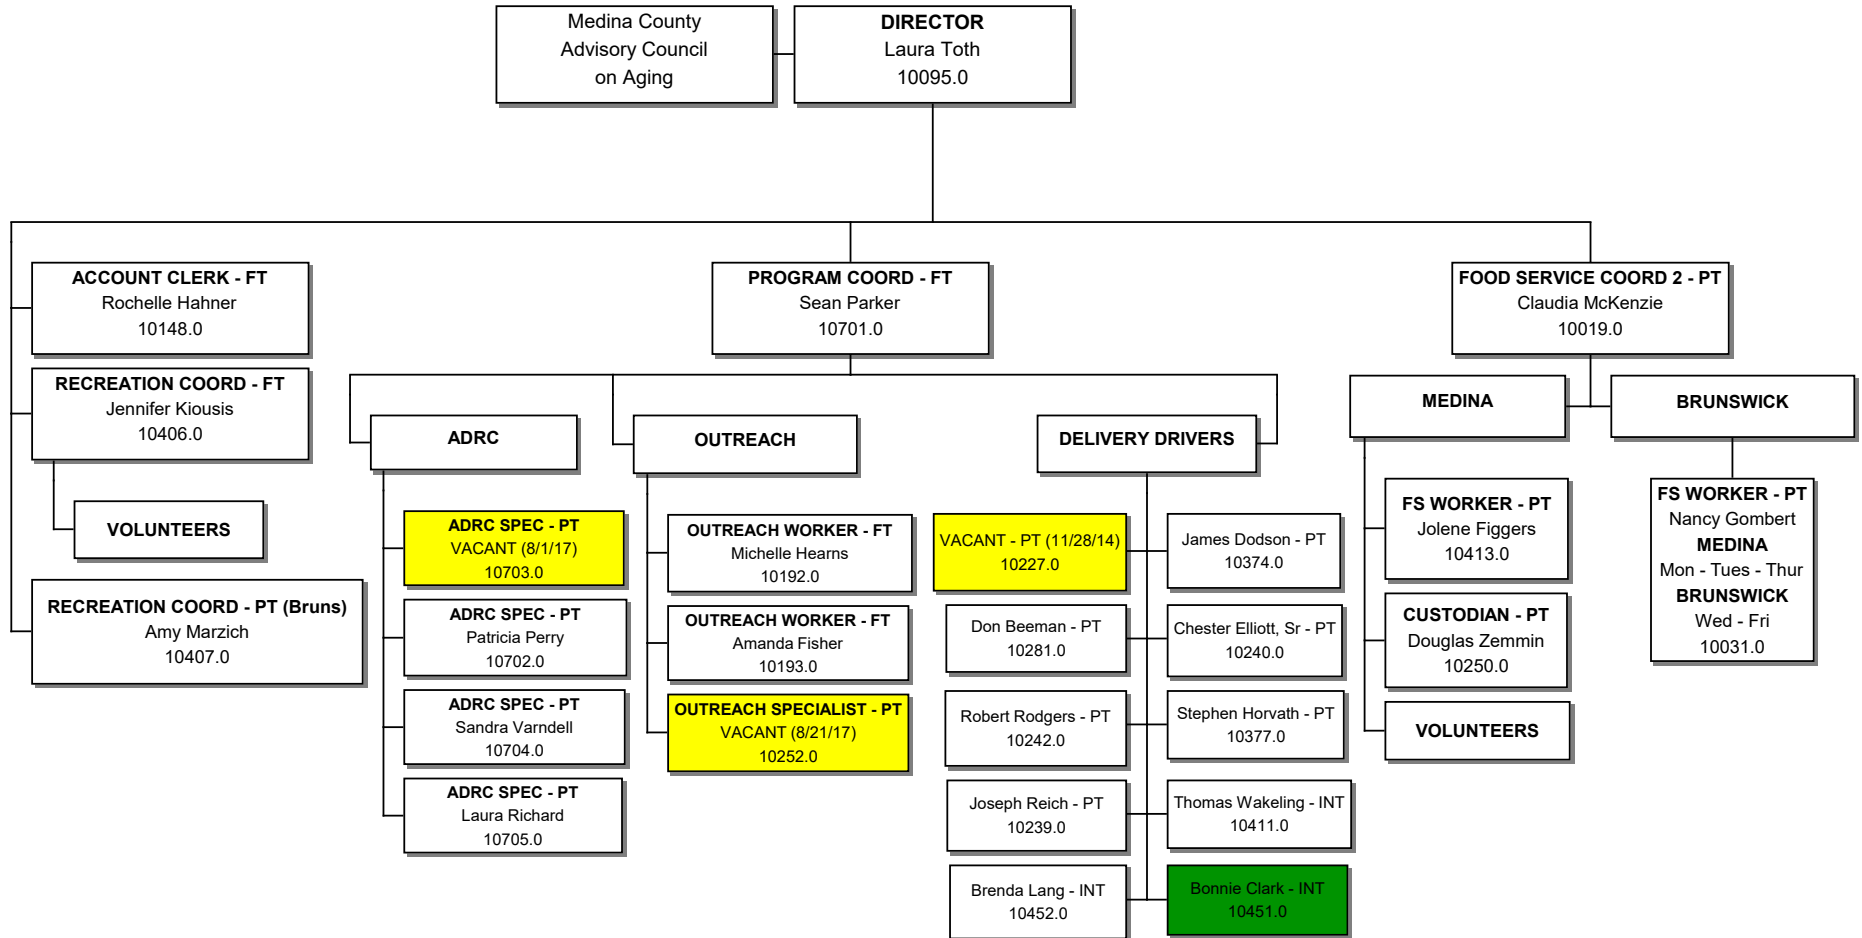 Medina County
Advisory Council
on Aging
DIRECTOR
Laura Toth
10095.0
ACCOUNT CLERK - FT
Rochelle Hahner
10148.0
RECREATION COORD - FT
Jennifer Kiousis
10406.0
VOLUNTEERS
RECREATION COORD - PT (Bruns)
Amy Marzich
10407.0
PROGRAM COORD - FT
Sean Parker
10701.0
ADRC
ADRC SPEC - PT
VACANT (8/1/17)
10703.0
ADRC SPEC - PT
Patricia Perry
10702.0
ADRC SPEC - PT
Sandra Varndell
10704.0
ADRC SPEC - PT
Laura Richard
10705.0
OUTREACH
OUTREACH WORKER - FT
Michelle Hearns
10192.0
OUTREACH WORKER - FT
Amanda Fisher
10193.0
OUTREACH SPECIALIST - PT
VACANT (8/21/17)
10252.0
DELIVERY DRIVERS
VACANT - PT (11/28/14)
10227.0
James Dodson - PT
10374.0
Don Beeman - PT
10281.0
Chester Elliott, Sr - PT
10240.0
Robert Rodgers - PT
10242.0
Stephen Horvath - PT
10377.0
Joseph Reich - PT
10239.0
Thomas Wakeling - INT
10411.0
Brenda Lang - INT
10452.0
Bonnie Clark - INT
10451.0
FOOD SERVICE COORD 2 - PT
Claudia McKenzie
10019.0
MEDINA
FS WORKER - PT
Jolene Figgers
10413.0
CUSTODIAN - PT
Douglas Zemmin
10250.0
VOLUNTEERS
BRUNSWICK
FS WORKER - PT
Nancy Gombert
MEDINA
Mon - Tues - Thur
BRUNSWICK
Wed - Fri
10031.0